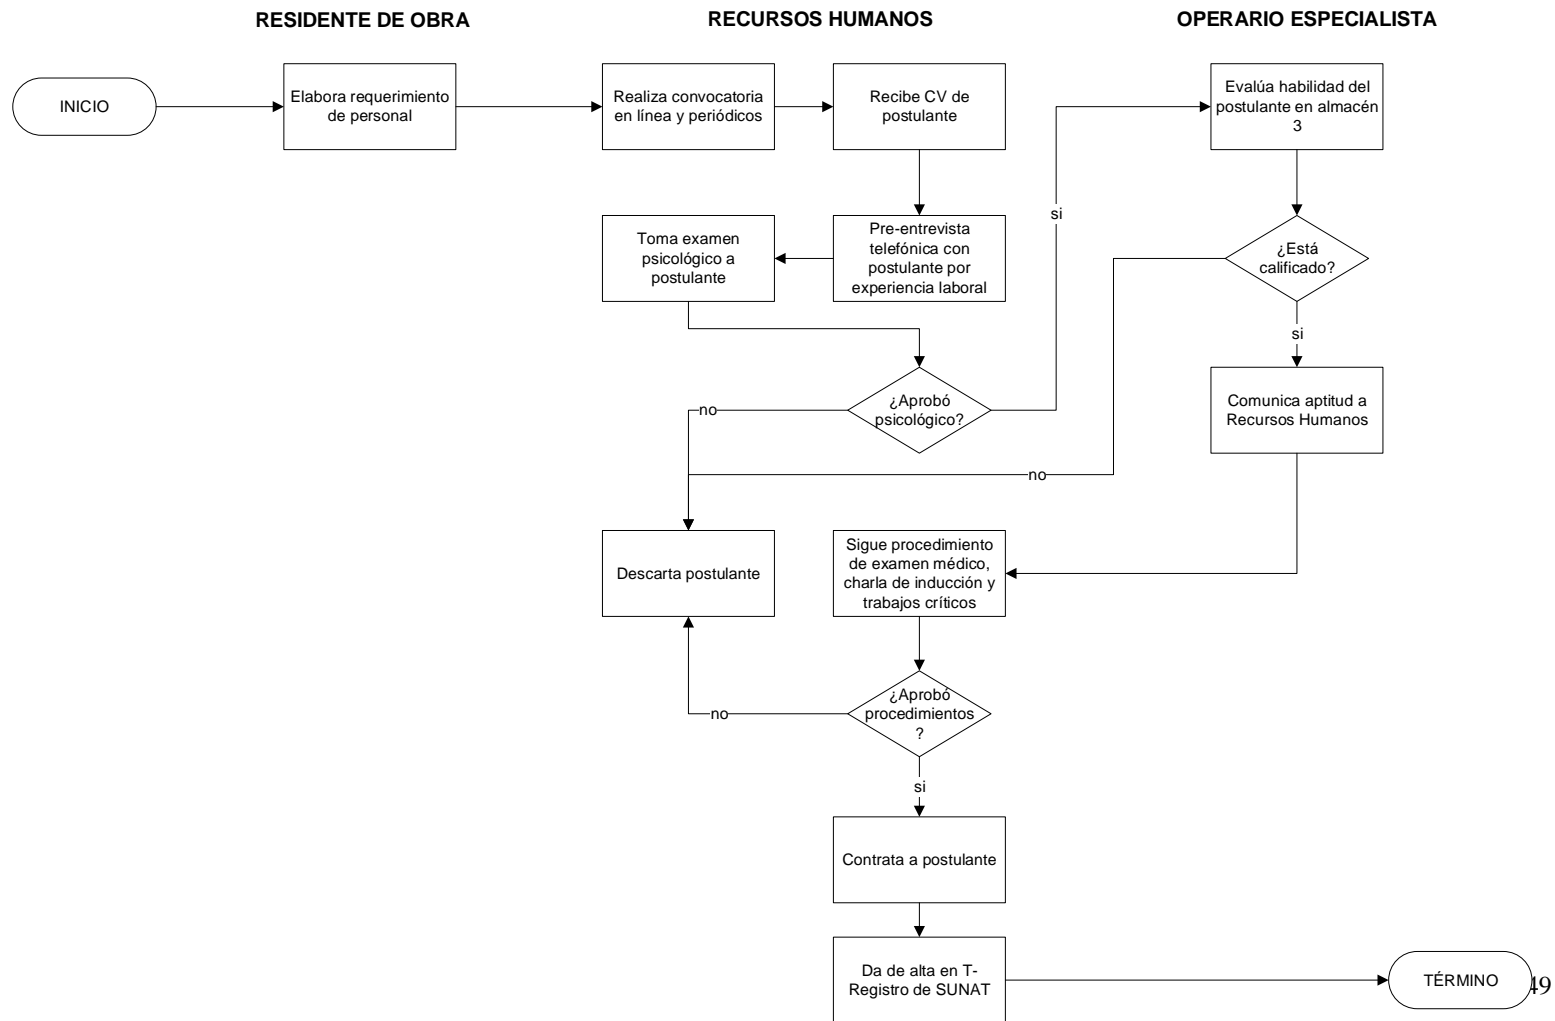 RESIDENTE DE OBRA
RECURSOS HUMANOS
OPERARIO ESPECIALISTA
INICIO
Elabora requerimiento
de personal
Realiza convocatoria
en línea y periódicos
Recibe CV de
postulante
Evalúa habilidad del
postulante en almacén
3
si
Toma examen
psicológico a
postulante
Pre-entrevista
telefónica con
postulante por
experiencia laboral
¿Está
calificado?
si
¿Aprobó
psicológico?
no
Comunica aptitud a
Recursos Humanos
no
Descarta postulante
Sigue procedimiento
de examen médico,
charla de inducción y
trabajos críticos
¿Aprobó
procedimientos
?
no
si
Contrata a postulante
Da de alta en T-
Registro de SUNAT
TÉRMINO
49